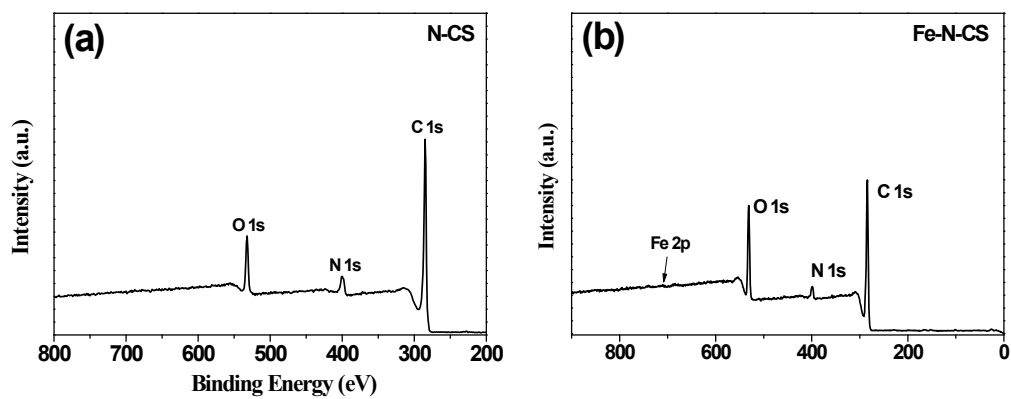 (a)
N-CS
C 1s
O 1s
N 1s
Intensity (a.u.)
800 700 600 500 400 300 200
Binding Energy (eV)
(b)
Fe-N-CS
C 1s
O 1s
Fe 2p
N 1s
Intensity (a.u.)
800 600 400 200 0